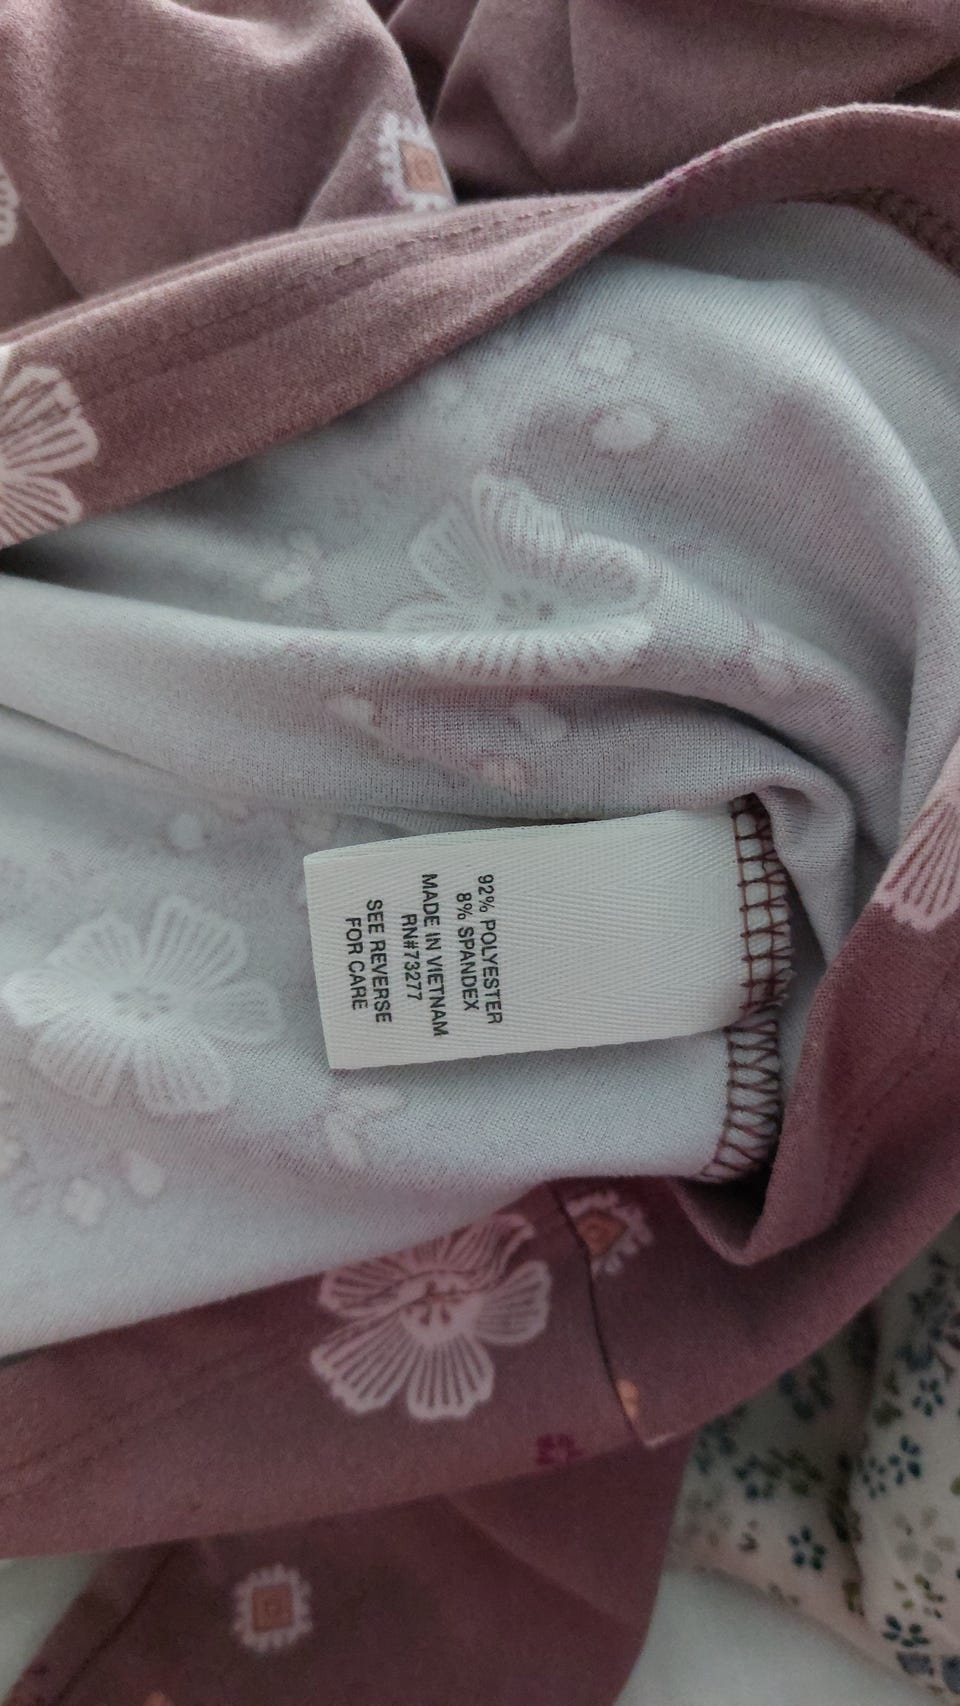 92% POLYESTER
8% SPANDEX
MADE IN VIETNAM
RN#73277
SEE REVERSE
FOR CARE